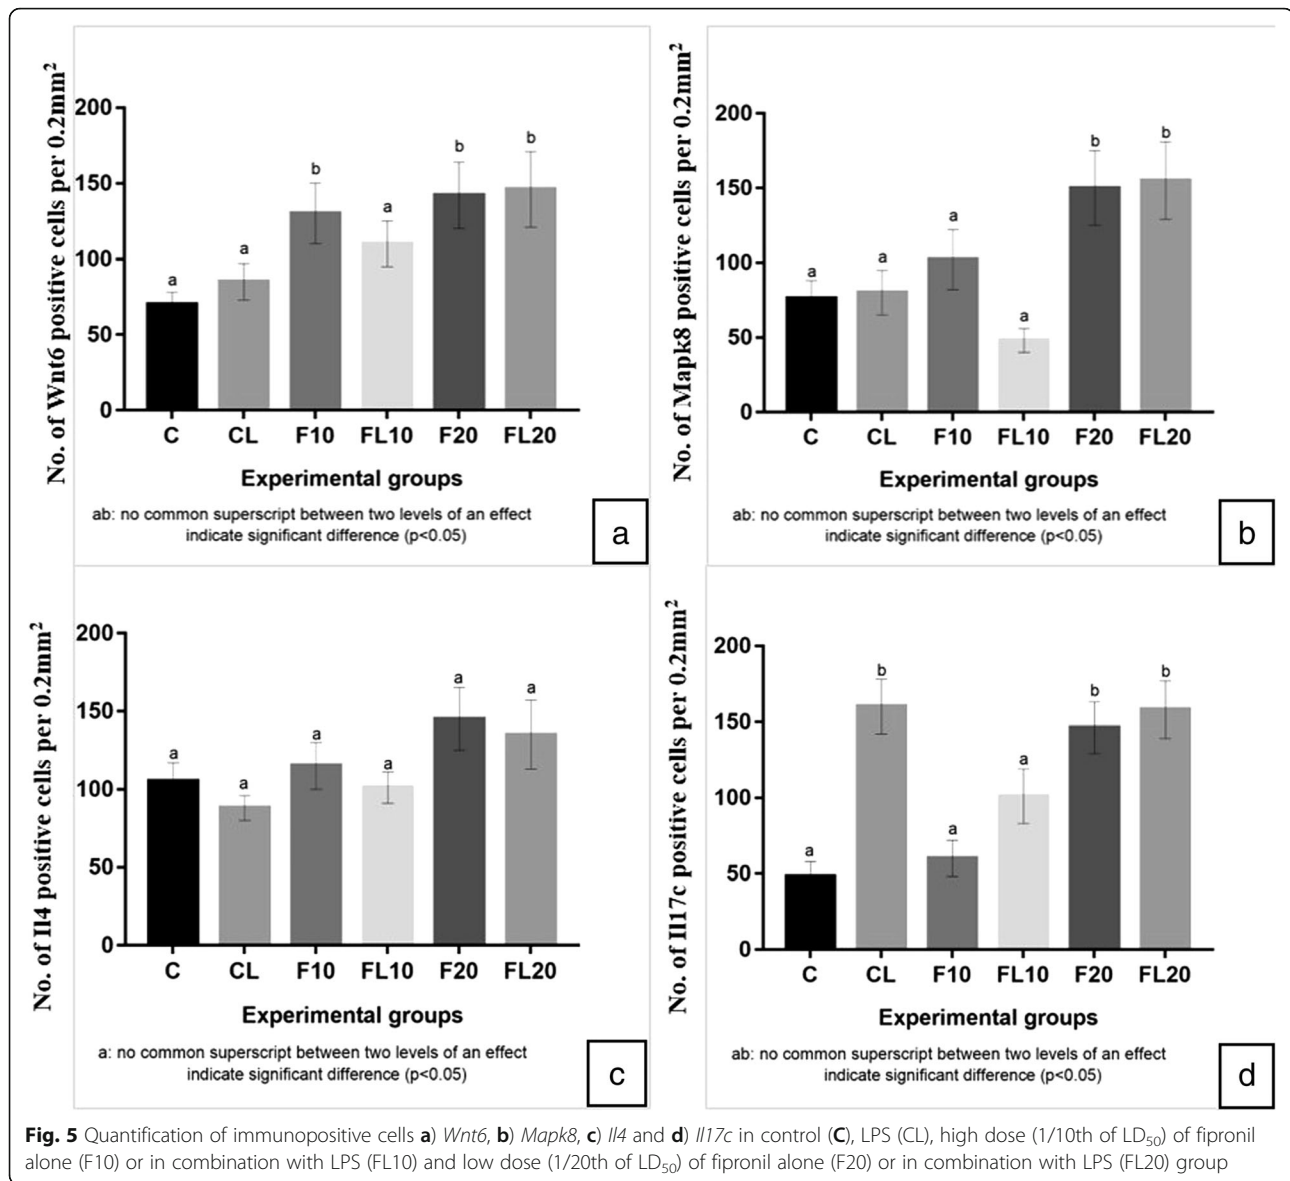 No. of Wnt6 positive cells per 0.2mm²
200
150
100
50
0
a
a
b
a
b
b
C CL F10 FL10 F20 FL20
Experimental groups
ab: no common superscript between two levels of an effect
indicate significant difference (p<0.05)
a
No. of Mapk8 positive cells per 0.2mm²
200
150
100
50
0
a
a
a
a
b
b
C CL F10 FL10 F20 FL20
Experimental groups
ab: no common superscript between two levels of an effect
indicate significant difference (p<0.05)
b
No. of Il4 positive cells per 0.2mm²
200
150
100
50
0
a
a
a
a
a
a
C CL F10 FL10 F20 FL20
Experimental groups
a: no common superscript between two levels of an effect
indicate significant difference (p<0.05)
c
No. of Il17c positive cells per 0.2mm²
200
150
100
50
0
a
b
a
a
b
b
C CL F10 FL10 F20 FL20
Experimental groups
ab: no common superscript between two levels of an effect
indicate significant difference (p<0.05)
d
Fig. 5 Quantification of immunopositive cells a) Wnt6, b) Mapk8, c) Il4 and d) Il17c in control (C), LPS (CL), high dose (1/10th of LD₅₀) of fipronil
alone (F10) or in combination with LPS (FL10) and low dose (1/20th of LD₅₀) of fipronil alone (F20) or in combination with LPS (FL20) group